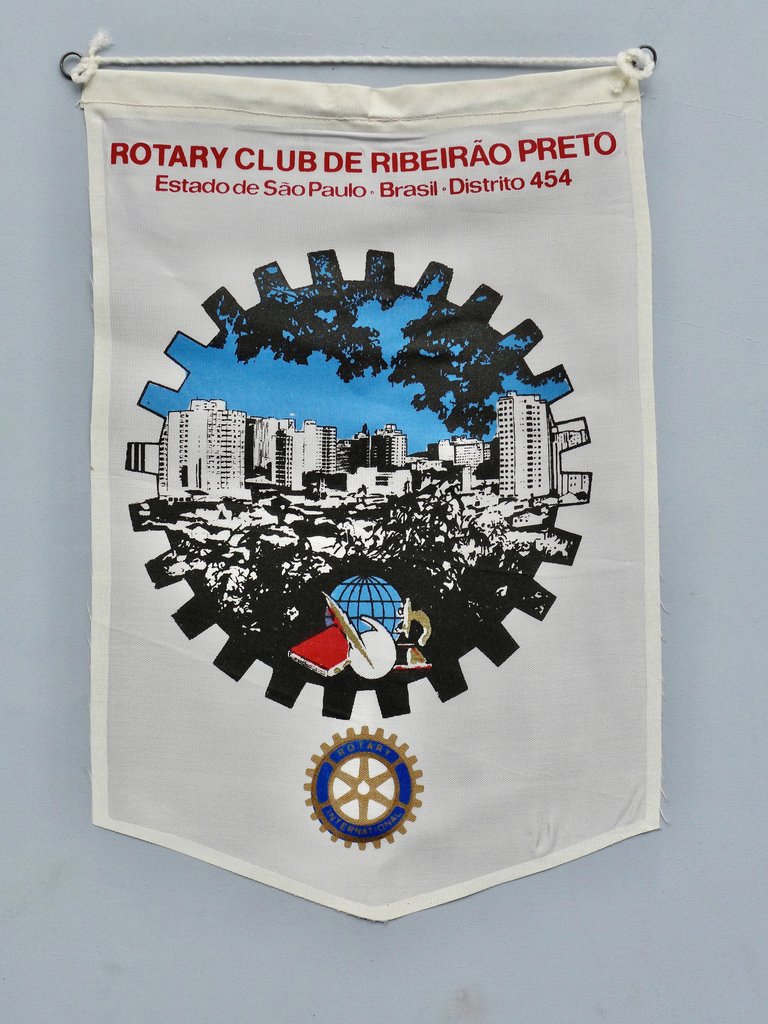 ROTARY CLUB DE RIBEIRÃO PRETO
Estado de São Paulo · Brasil · Distrito 454
ROTARY
INTERNATIONAL